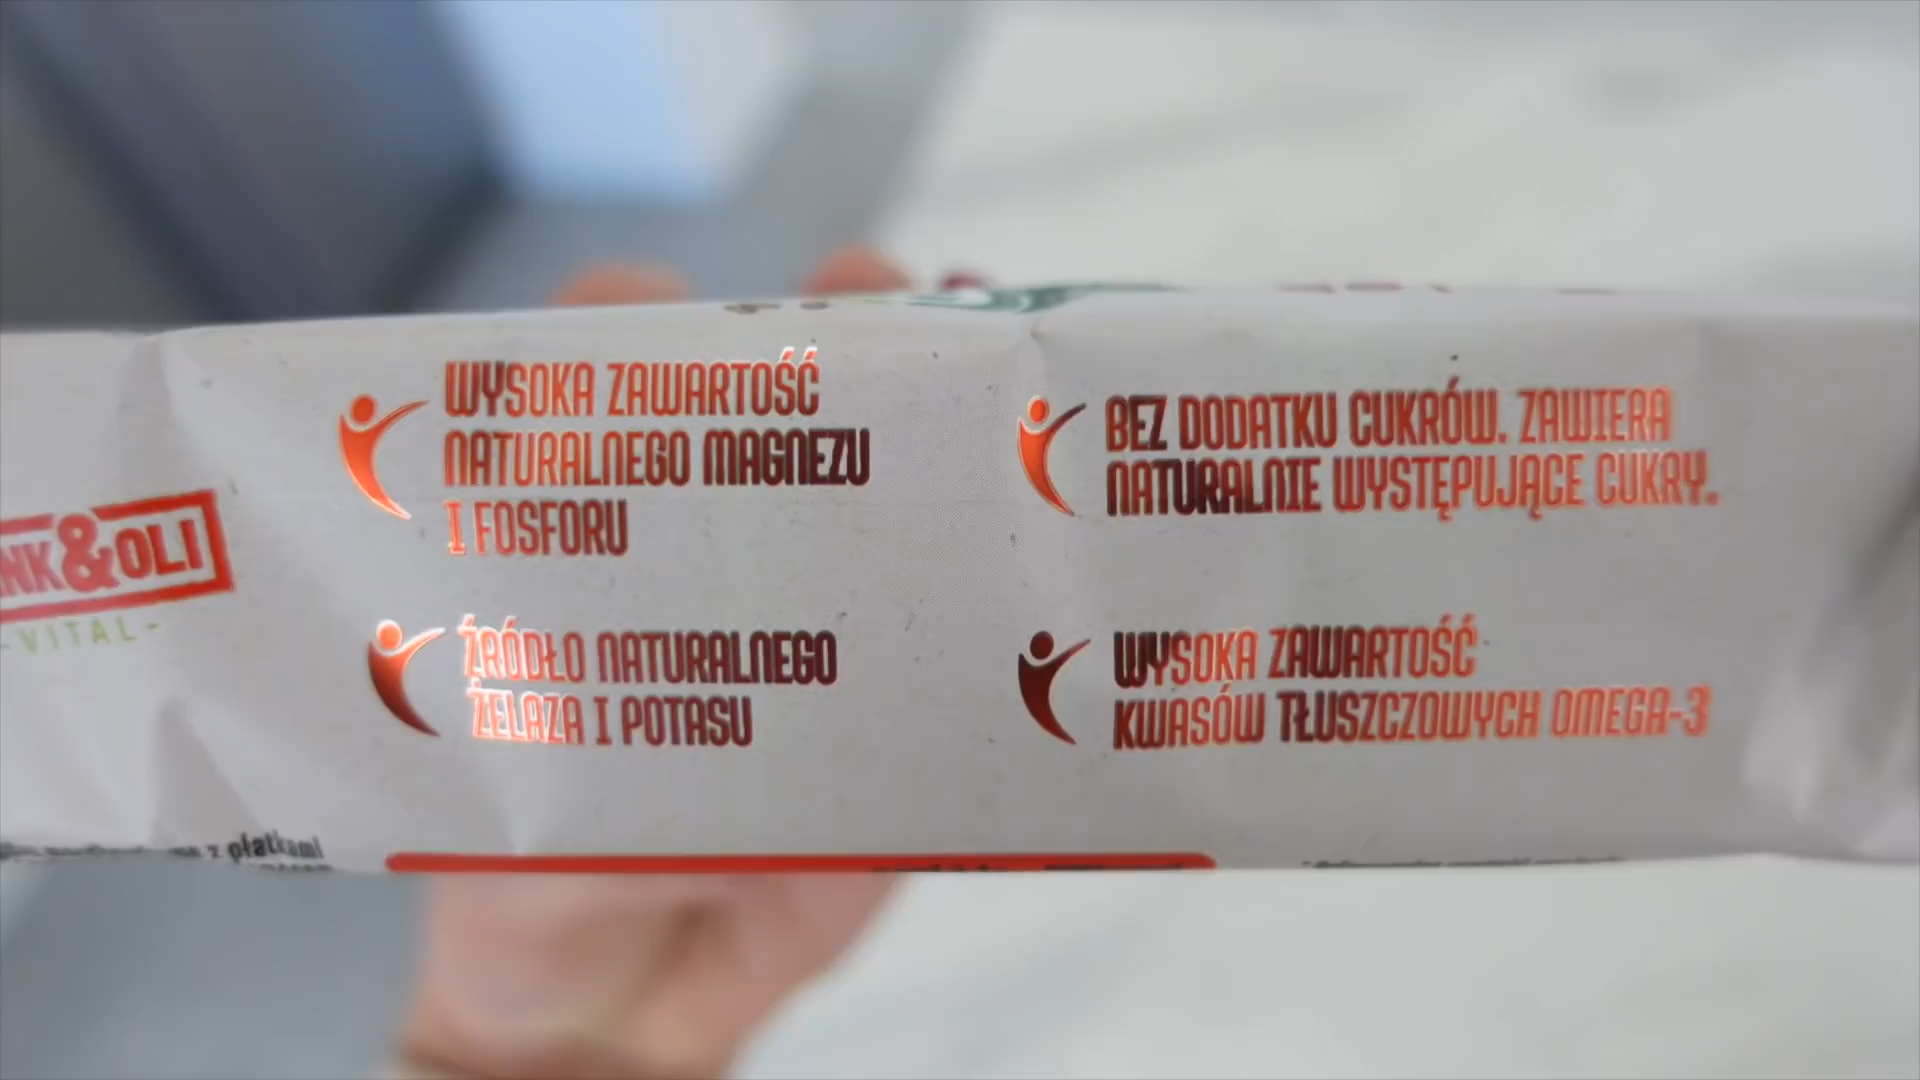 WYSOKA ZAWARTOŚĆ
NATURALNEGO MAGNEZU
I FOSFORU
BEZ DODATKU CUKRÓW. ZAWIERA
NATURALNIE WYSTĘPUJĄCE CUKRY.
NK&OLI
-VITAL-
ŹRÓDŁO NATURALNEGO
ŻELAZA I POTASU
WYSOKA ZAWARTOŚĆ
KWASÓW TŁUSZCZOWYCH OMEGA-3
z płatkami